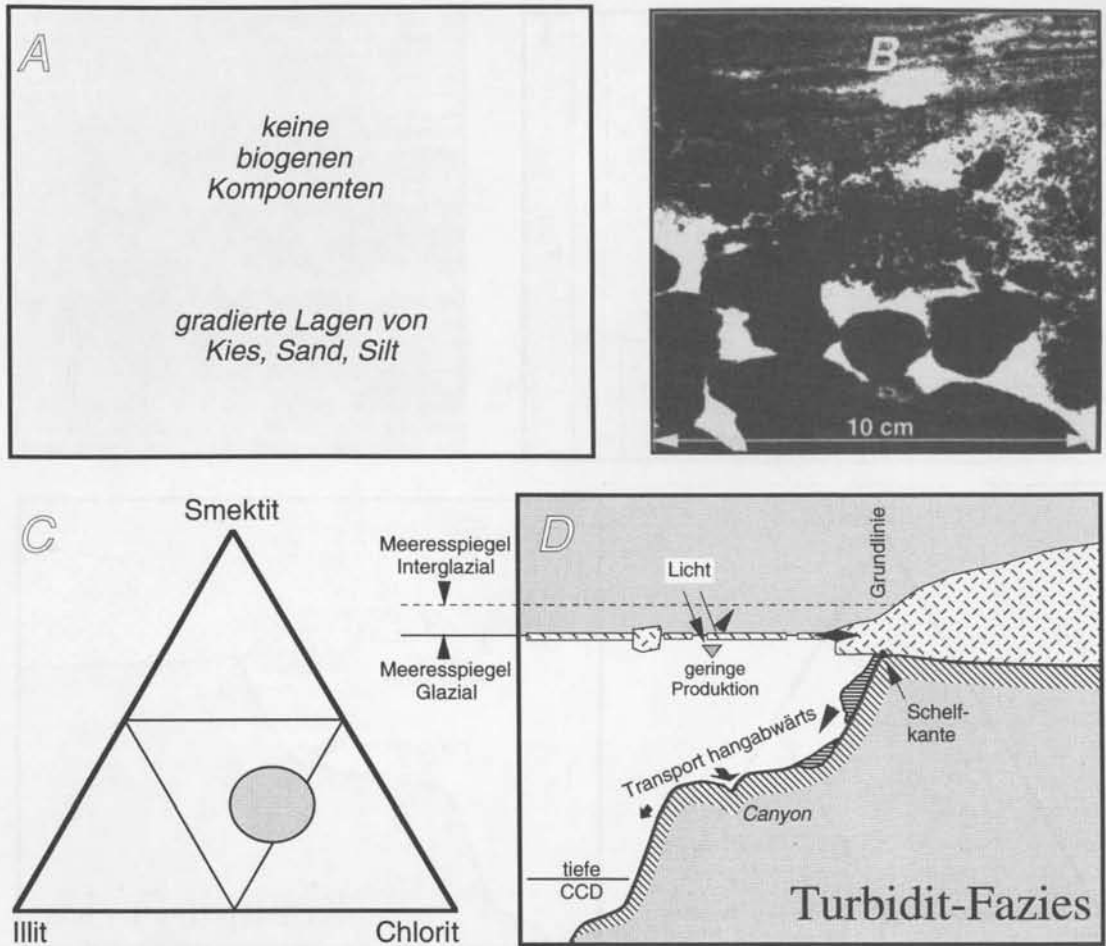 A
keine
biogenen
Komponenten
gradierte Lagen von
Kies, Sand, Silt
B
10 cm
C
Smektit
Illit
Chlorit
Meeresspiegel
Interglazial
Meeresspiegel
Glazial
D
Licht
Grundlinie
geringe
Produktion
Schelf-
kante
Transport hangabwärts
Canyon
tiefe
CCD
Turbidit-Fazies